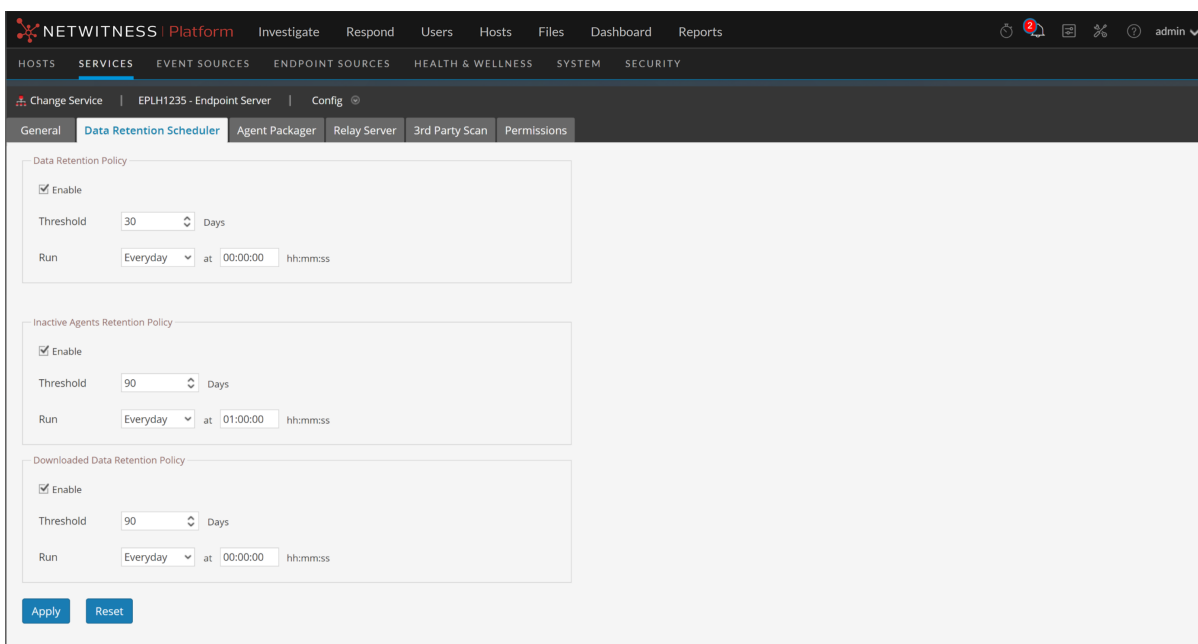 NETWITNESS | Platform Investigate Respond Users Hosts Files Dashboard Reports 2 admin
HOSTS SERVICES EVENT SOURCES ENDPOINT SOURCES HEALTH & WELLNESS SYSTEM SECURITY
Change Service | EPLH1235 - Endpoint Server | Config
General Data Retention Scheduler Agent Packager Relay Server 3rd Party Scan Permissions
Data Retention Policy
Enable
Threshold 30 Days
Run Everyday at 00:00:00 hh:mm:ss
Inactive Agents Retention Policy
Enable
Threshold 90 Days
Run Everyday at 01:00:00 hh:mm:ss
Downloaded Data Retention Policy
Enable
Threshold 90 Days
Run Everyday at 00:00:00 hh:mm:ss
Apply Reset